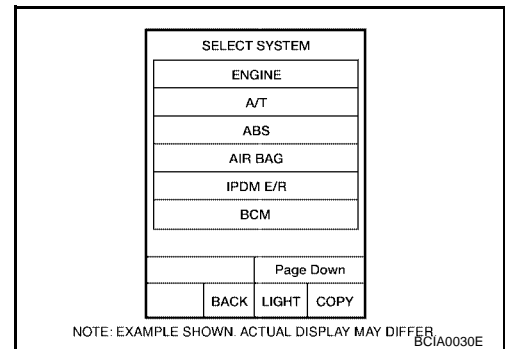 SELECT SYSTEM
ENGINE
A/T
ABS
AIR BAG
IPDM E/R
BCM
Page Down
BACK LIGHT COPY
NOTE: EXAMPLE SHOWN. ACTUAL DISPLAY MAY DIFFER.
BCIA0030E